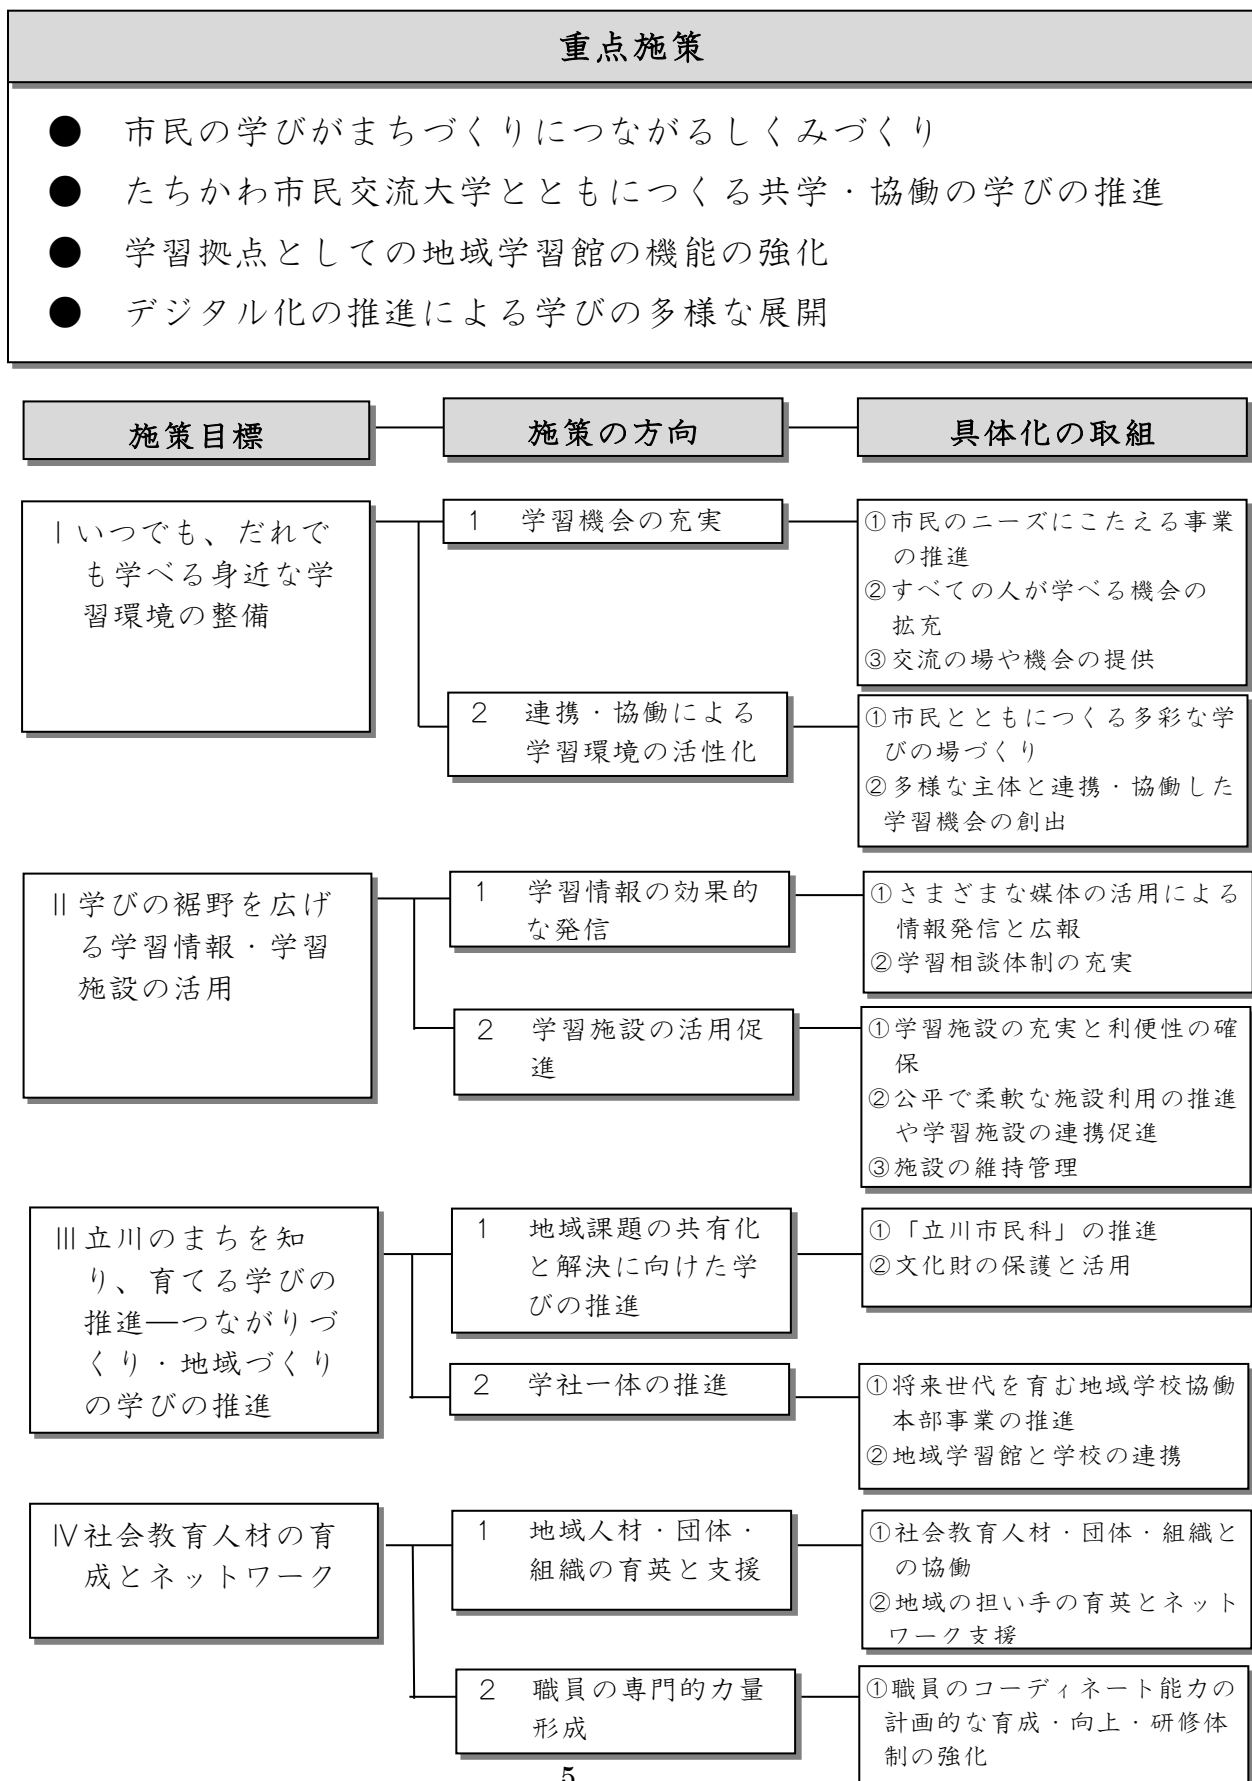 重点施策
● 市民の学びがまちづくりにつながるしくみづくり
● たちかわ市民交流大学とともにつくる共学・協働の学びの推進
● 学習拠点としての地域学習館の機能の強化
● デジタル化の推進による学びの多様な展開
施策目標
施策の方向
具体化の取組
Ⅰいつでも、だれで
も学べる身近な学
習環境の整備
1 学習機会の充実
①市民のニーズにこたえる事業
の推進
②すべての人が学べる機会の
拡充
③交流の場や機会の提供
2 連携・協働による
学習環境の活性化
①市民とともにつくる多彩な学
びの場づくり
②多様な主体と連携・協働した
学習機会の創出
Ⅱ学びの裾野を広げ
る学習情報・学習
施設の活用
1 学習情報の効果的
な発信
①さまざまな媒体の活用による
情報発信と広報
②学習相談体制の充実
2 学習施設の活用促
進
①学習施設の充実と利便性の確
保
②公平で柔軟な施設利用の推進
や学習施設の連携促進
③施設の維持管理
Ⅲ立川のまちを知
り、育てる学びの
推進―つながりづ
くり・地域づくり
の学びの推進
1 地域課題の共有化
と解決に向けた学
びの推進
①「立川市民科」の推進
②文化財の保護と活用
2 学社一体の推進
①将来世代を育む地域学校協働
本部事業の推進
②地域学習館と学校の連携
Ⅳ社会教育人材の育
成とネットワーク
1 地域人材・団体・
組織の育英と支援
①社会教育人材・団体・組織と
の協働
②地域の担い手の育英とネット
ワーク支援
2 職員の専門的力量
形成
①職員のコーディネート能力の
計画的な育成・向上・研修体
制の強化
5